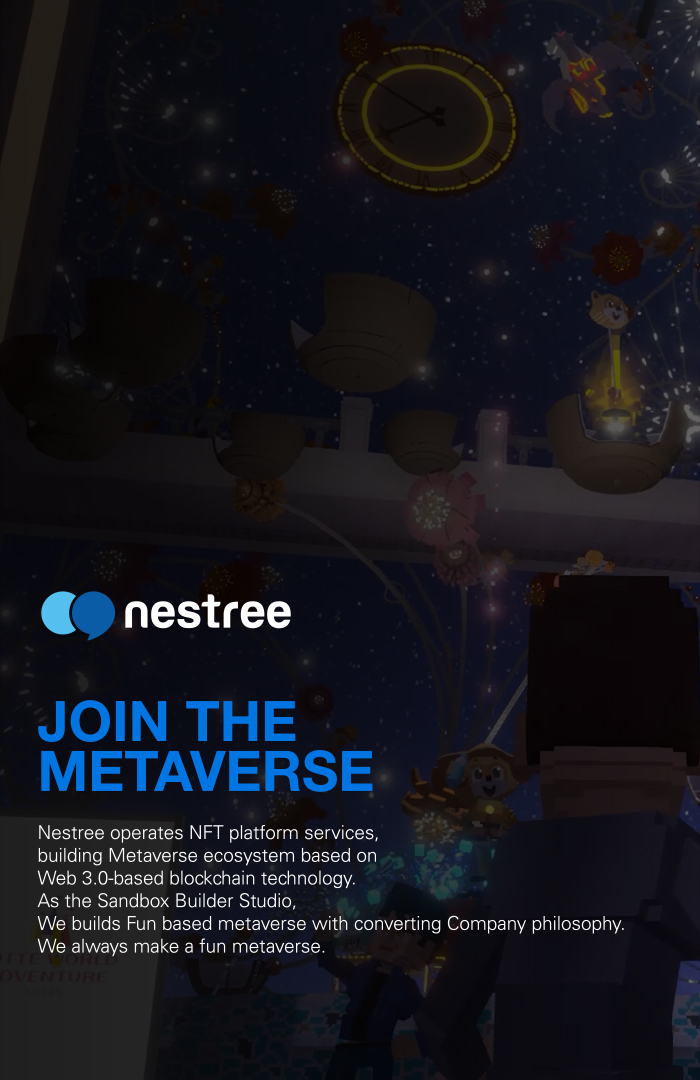 nestree
JOIN THE
METAVERSE
Nestree operates NFT platform services,
building Metaverse ecosystem based on
Web 3.0-based blockchain technology.
As the Sandbox Builder Studio,
We builds Fun based metaverse with converting Company philosophy.
We always make a fun metaverse.
WORLD
DVENTURE